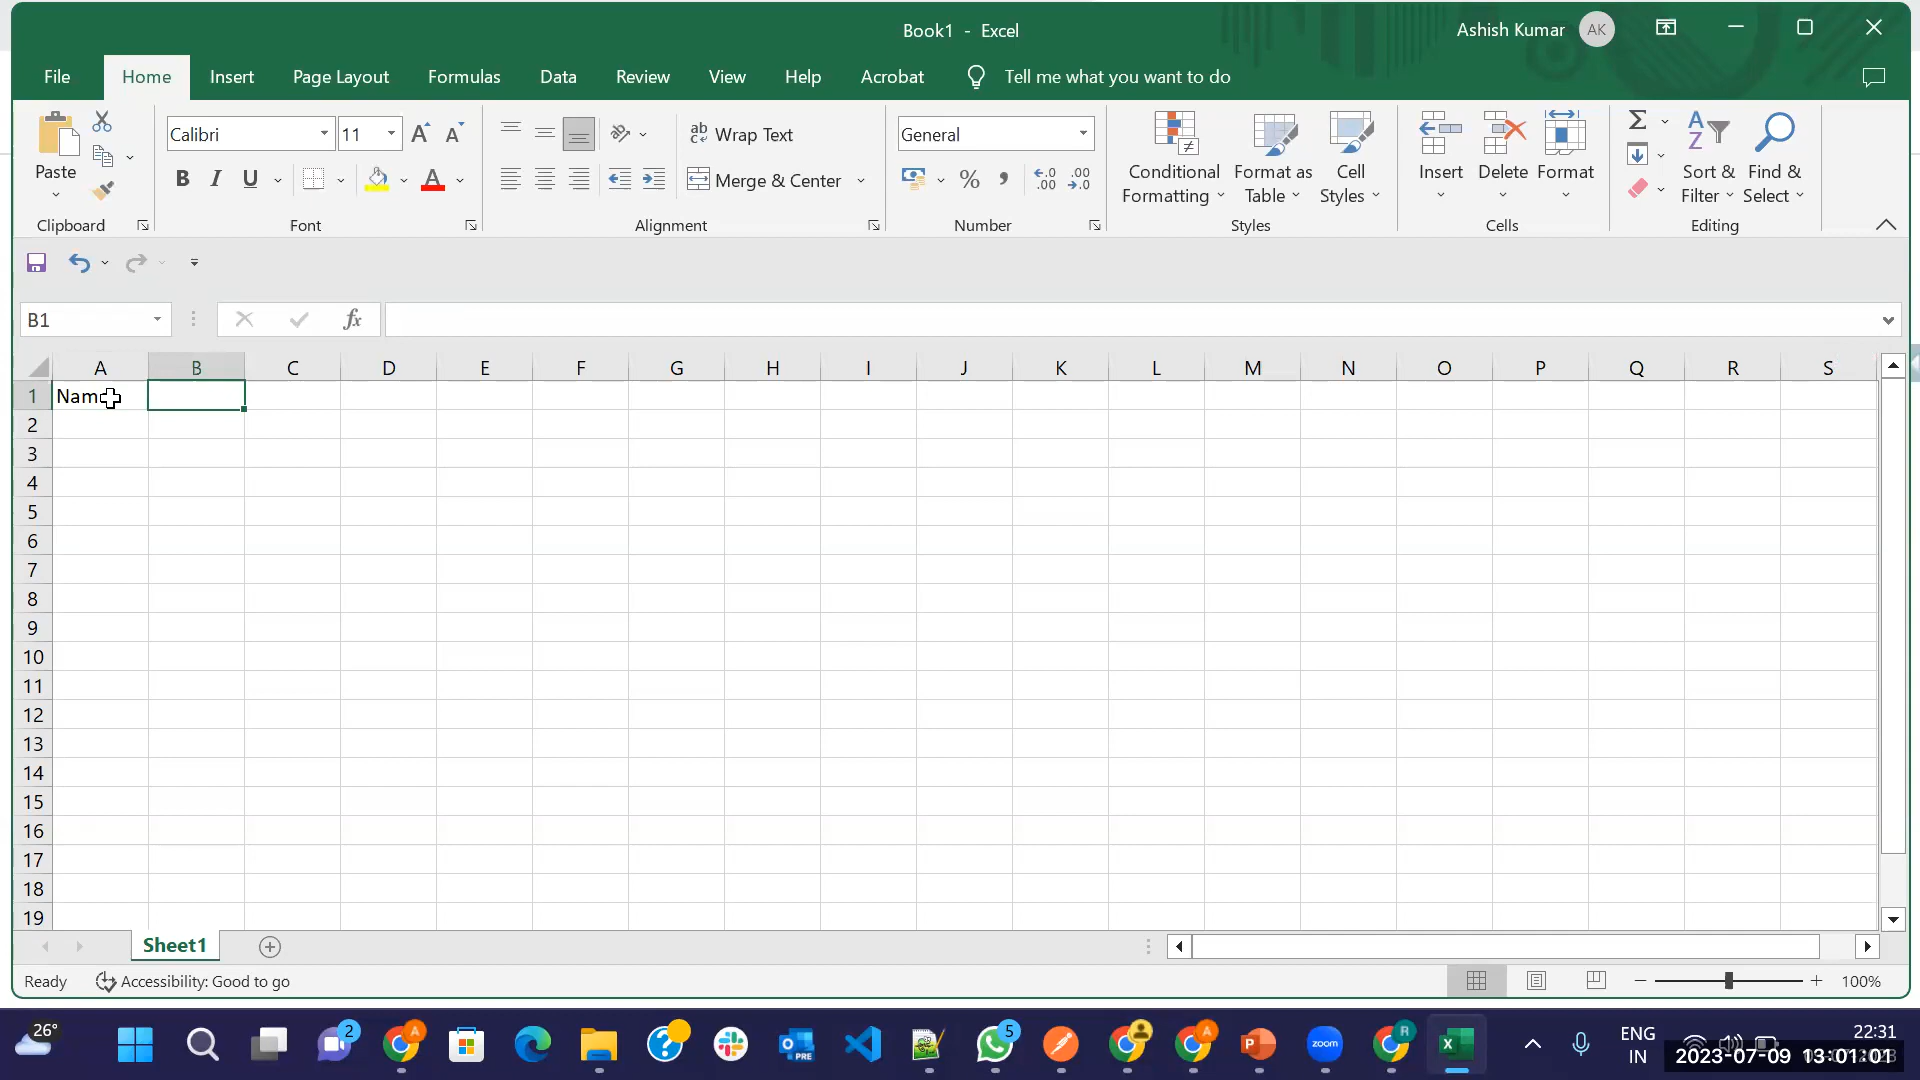 Book1 - Excel
Ashish Kumar AK
File Home Insert Page Layout Formulas Data Review View Help Acrobat Tell me what you want to do
Calibri 11 Wrap Text General
Paste Merge & Center
Conditional Formatting Format as Table Cell Styles Insert Delete Format Sort & Filter Find & Select
Clipboard Font Alignment Number Styles Cells Editing
B1 fx
A B C D E F G H I J K L M N O P Q R S
1 Nam
2
3
4
5
6
7
8
9
10
11
12
13
14
15
16
17
18
19
Sheet1
Ready Accessibility: Good to go 100%
26° 2 5 ENG 22:31
IN 2023-07-09 13:01:01